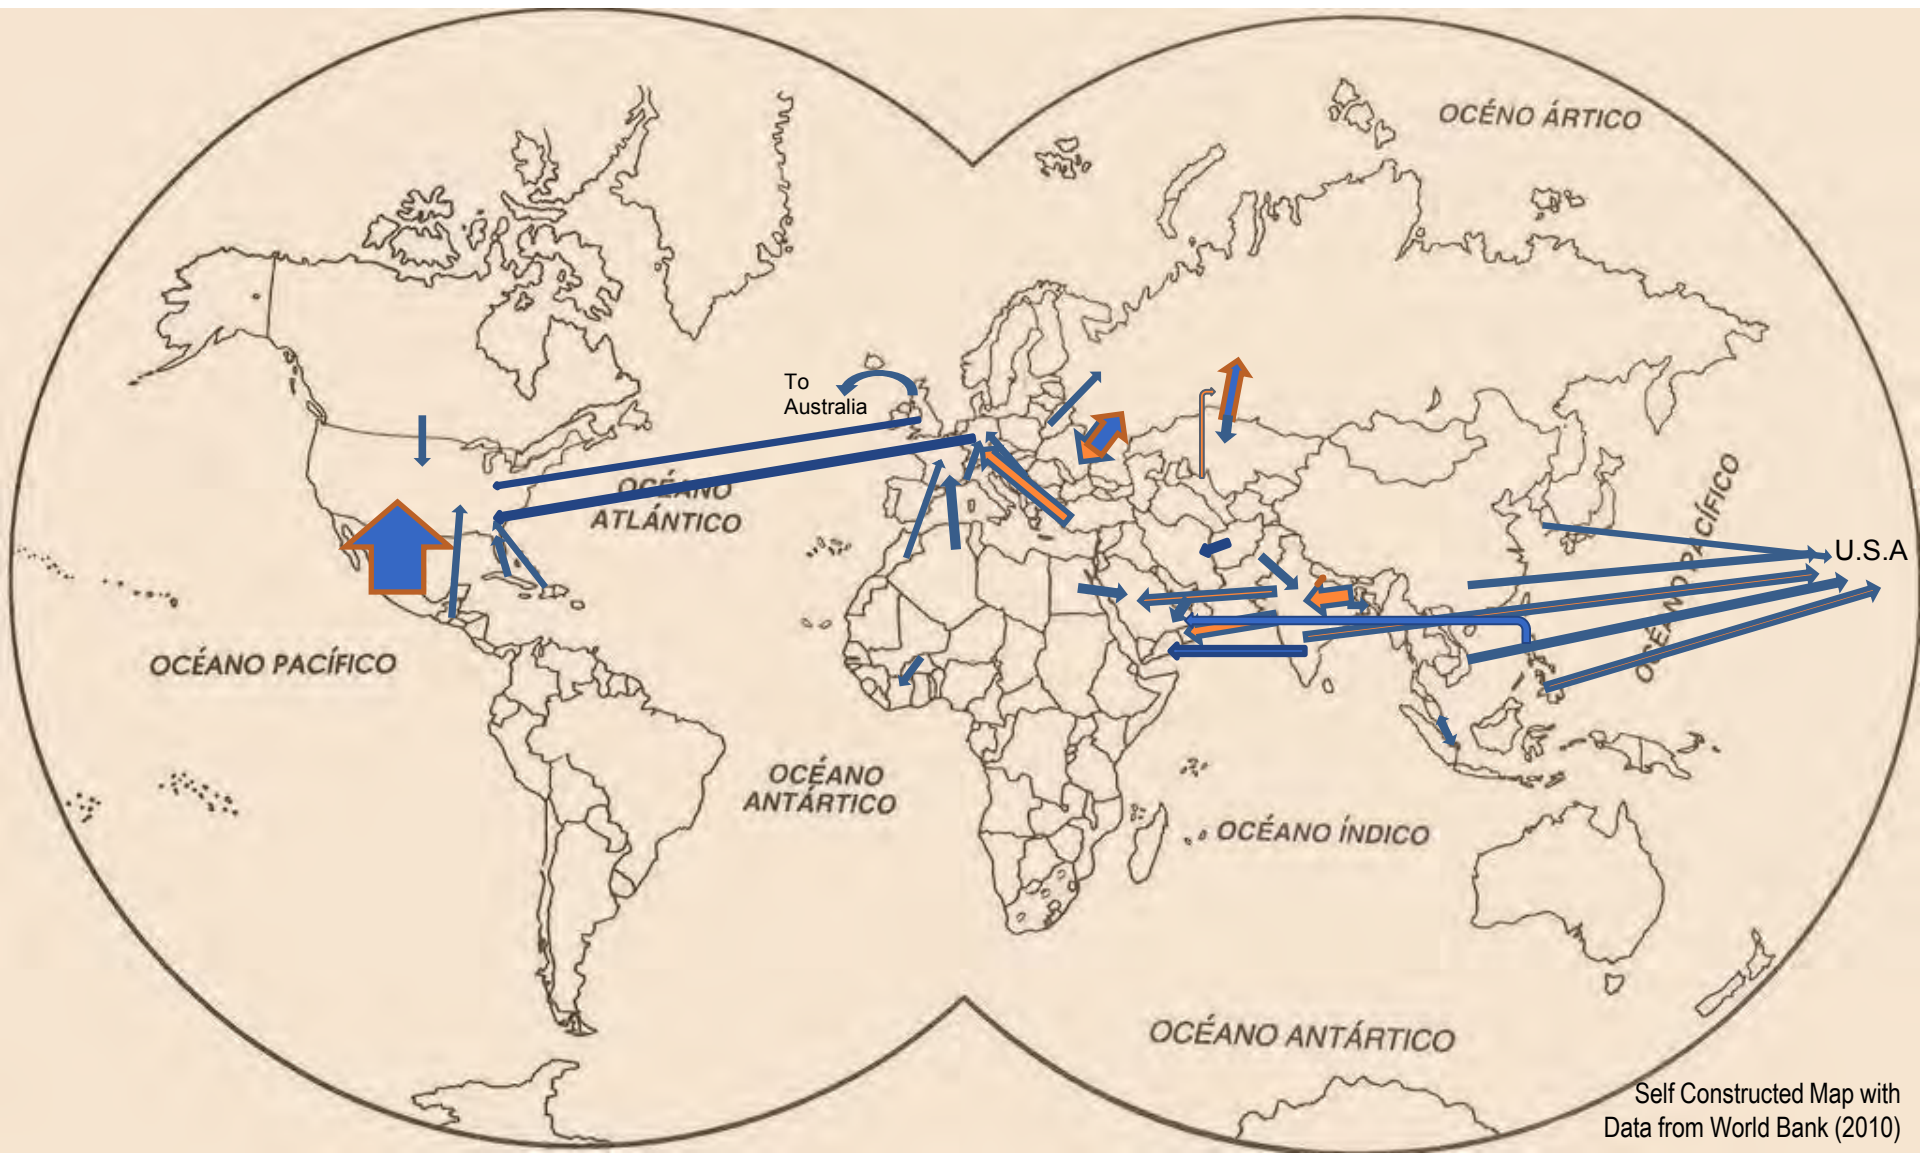 OCÉNO ÁRTICO
To
Australia
OCÉANO
ATLÁNTICO
OCÉANO PACÍFICO
U.S.A
OCÉANO PACÍFICO
OCÉANO
ANTÁRTICO
OCÉANO ÍNDICO
OCÉANO ANTÁRTICO
Self Constructed Map with
Data from World Bank (2010)